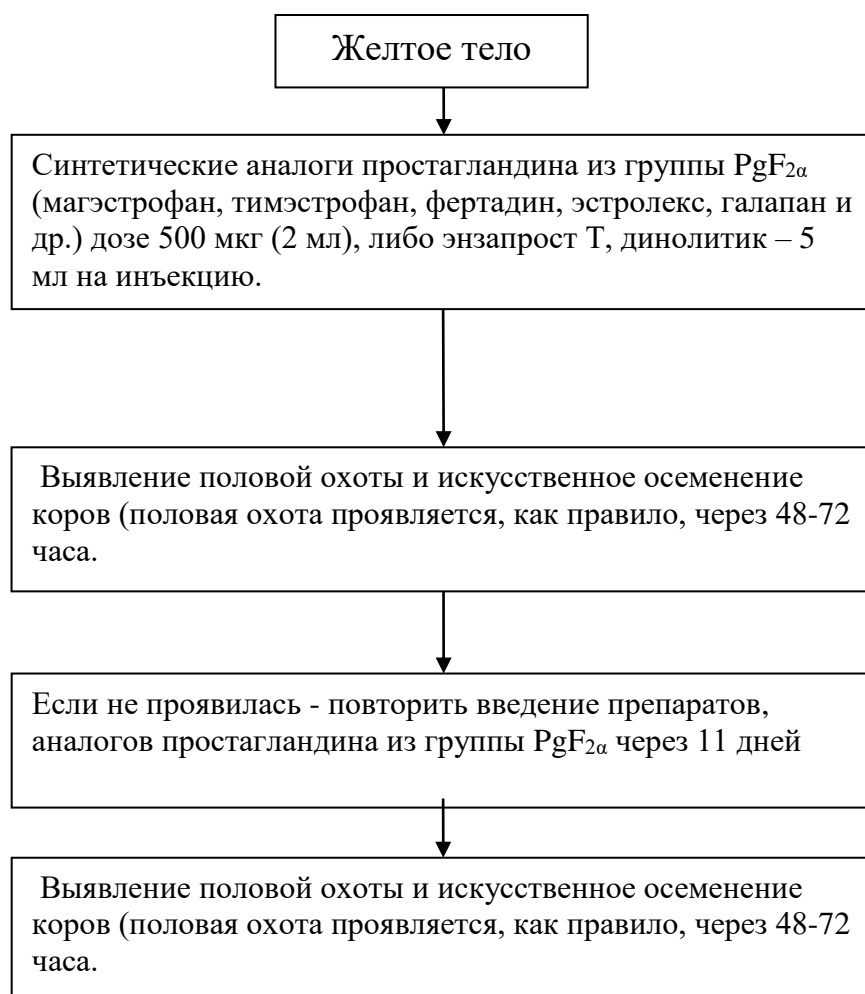 Желтое тело
Синтетические аналоги простагландина из группы PgF2α
(магэстрофан, тимэстрофан, фертадин, эстролекс, галапан и
др.) дозе 500 мкг (2 мл), либо энзапрост Т, динолитик – 5
мл на инъекцию.
Выявление половой охоты и искусственное осеменение
коров (половая охота проявляется, как правило, через 48-72
часа.
Если не проявилась - повторить введение препаратов,
аналогов простагландина из группы PgF2α через 11 дней
Выявление половой охоты и искусственное осеменение
коров (половая охота проявляется, как правило, через 48-72
часа.